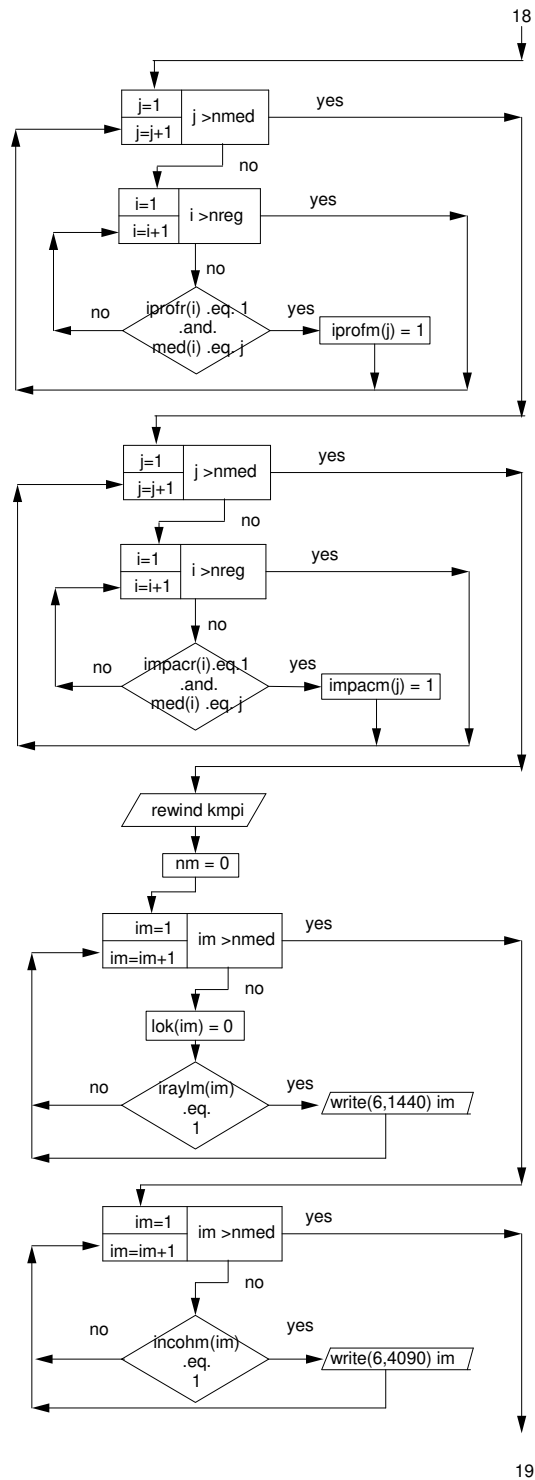 18
j=1
j=j+1
j >nmed
yes
no
i=1
i=i+1
i >nreg
yes
no
no
iprofr(i) .eq. 1
.and.
med(i) .eq. j
yes
iprofm(j) = 1
j=1
j=j+1
j >nmed
yes
no
i=1
i=i+1
i >nreg
yes
no
no
impacr(i).eq.1
.and.
med(i) .eq. j
yes
impacm(j) = 1
rewind kmpi
nm = 0
im=1
im=im+1
im >nmed
yes
no
lok(im) = 0
no
iraylm(im)
.eq.
1
yes
write(6,1440) im
im=1
im=im+1
im >nmed
yes
no
no
incohm(im)
.eq.
1
yes
write(6,4090) im
19